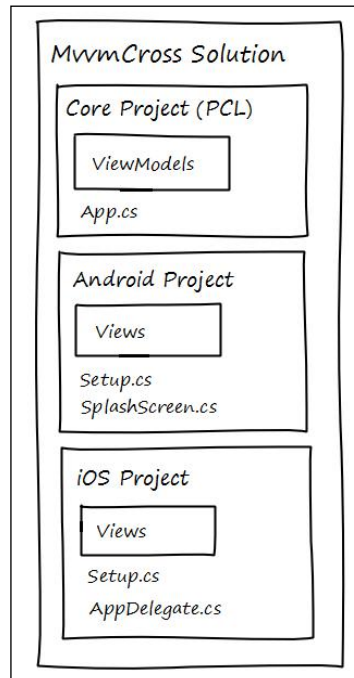 MvvmCross Solution
Core Project (PCL)
ViewModels
App.cs
Android Project
Views
Setup.cs
SplashScreen.cs
iOS Project
Views
Setup.cs
AppDelegate.cs